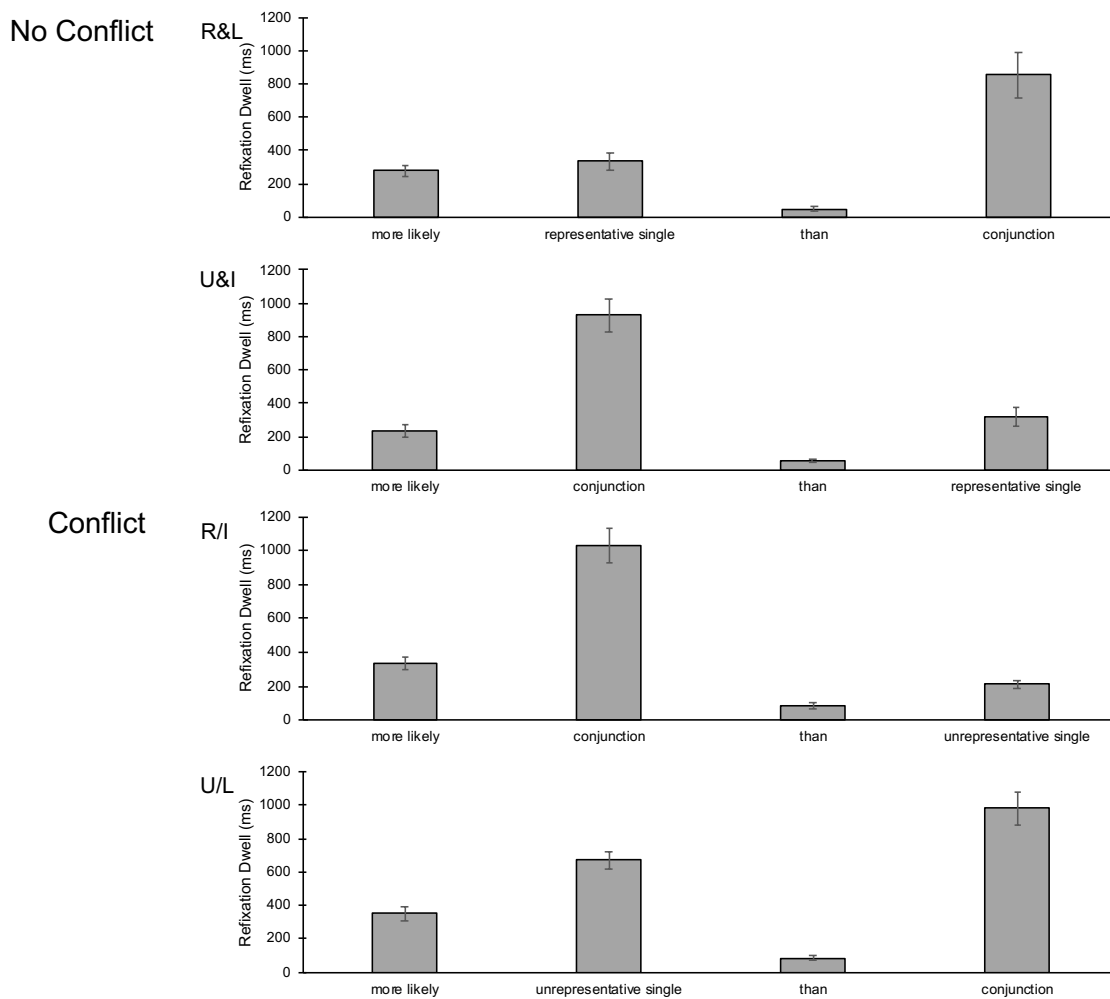 No Conflict
R&L
Refixation Dwell (ms)
1200
1000
800
600
400
200
0
more likely representative single than conjunction
U&I
Refixation Dwell (ms)
1200
1000
800
600
400
200
0
more likely conjunction than representative single
Conflict
R/I
Refixation Dwell (ms)
1200
1000
800
600
400
200
0
more likely conjunction than unrepresentative single
U/L
Refixation Dwell (ms)
1200
1000
800
600
400
200
0
more likely unrepresentative single than conjunction